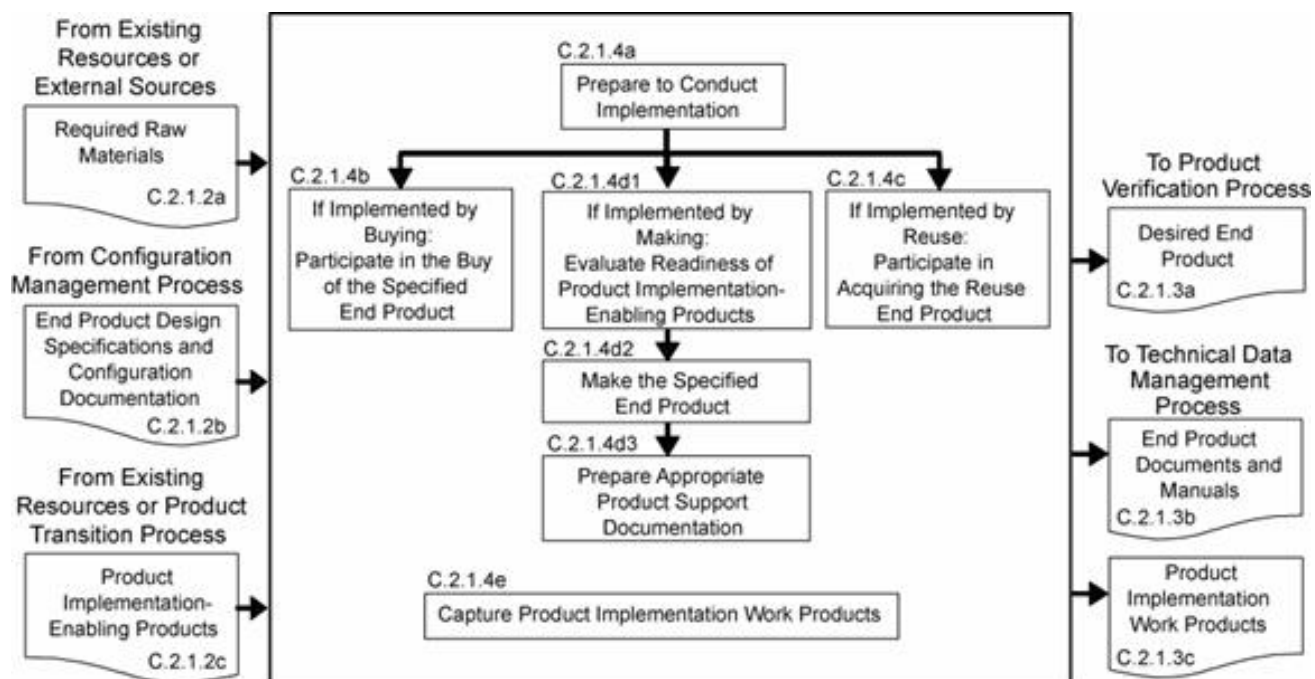 From Existing
Resources or
External Sources
Required Raw
Materials
C.2.1.2a
From Configuration
Management Process
End Product Design
Specifications and
Configuration
Documentation
C.2.1.2b
From Existing
Resources or Product
Transition Process
Product
Implementation-
Enabling Products
C.2.1.2c
C.2.1.4a
Prepare to Conduct
Implementation
C.2.1.4b
If Implemented by
Buying:
Participate in the Buy
of the Specified
End Product
C.2.1.4d1
If Implemented by
Making:
Evaluate Readiness of
Product Implementation-
Enabling Products
C.2.1.4c
If Implemented by
Reuse:
Participate in
Acquiring the Reuse
End Product
C.2.1.4d2
Make the Specified
End Product
C.2.1.4d3
Prepare Appropriate
Product Support
Documentation
C.2.1.4e
Capture Product Implementation Work Products
To Product
Verification Process
Desired End
Product
C.2.1.3a
To Technical Data
Management
Process
End Product
Documents and
Manuals
C.2.1.3b
Product
Implementation
Work Products
C.2.1.3c